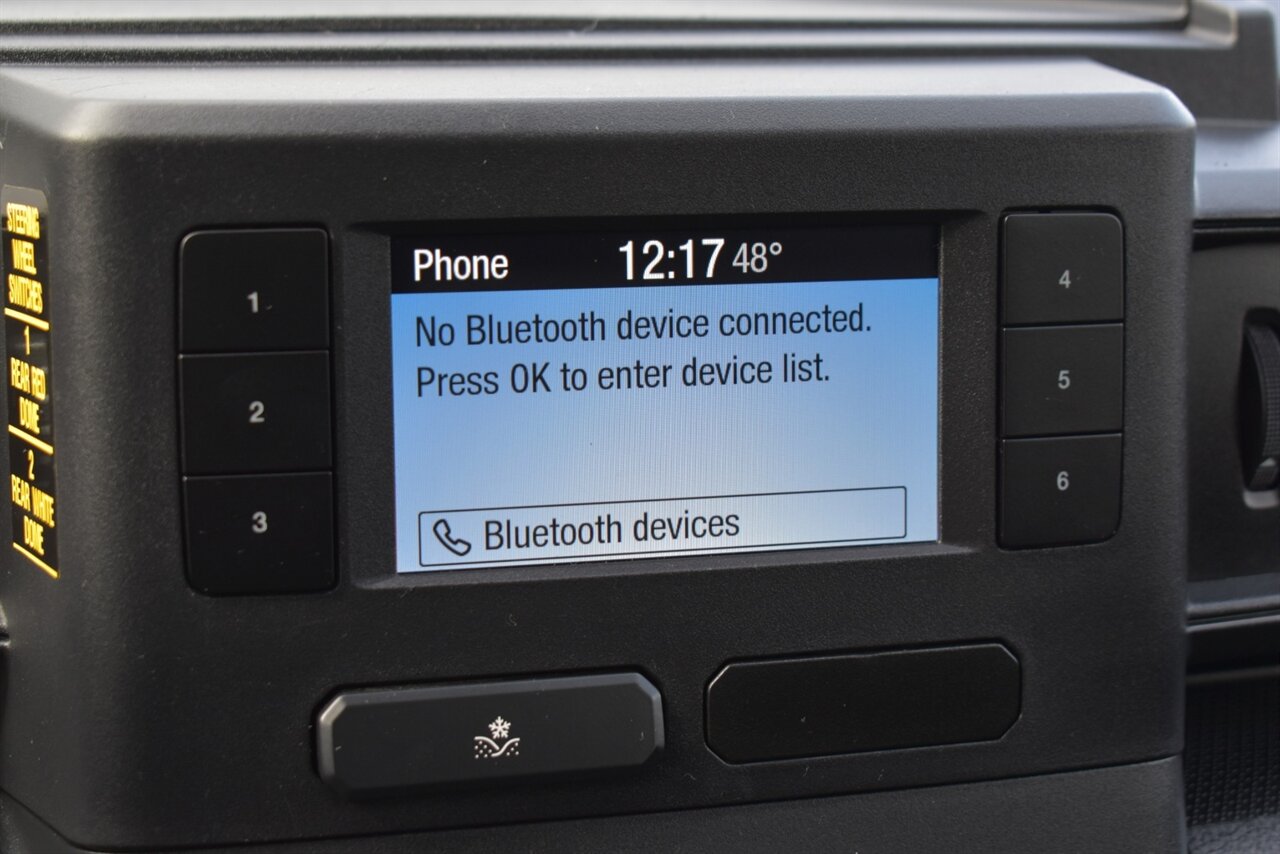 STEERING
WHEEL
SWITCHES
1
REAR RED
DOME
2
REAR WHITE
DOME
1
2
3
Phone 12:17 48°
No Bluetooth device connected.
Press OK to enter device list.
Bluetooth devices
4
5
6